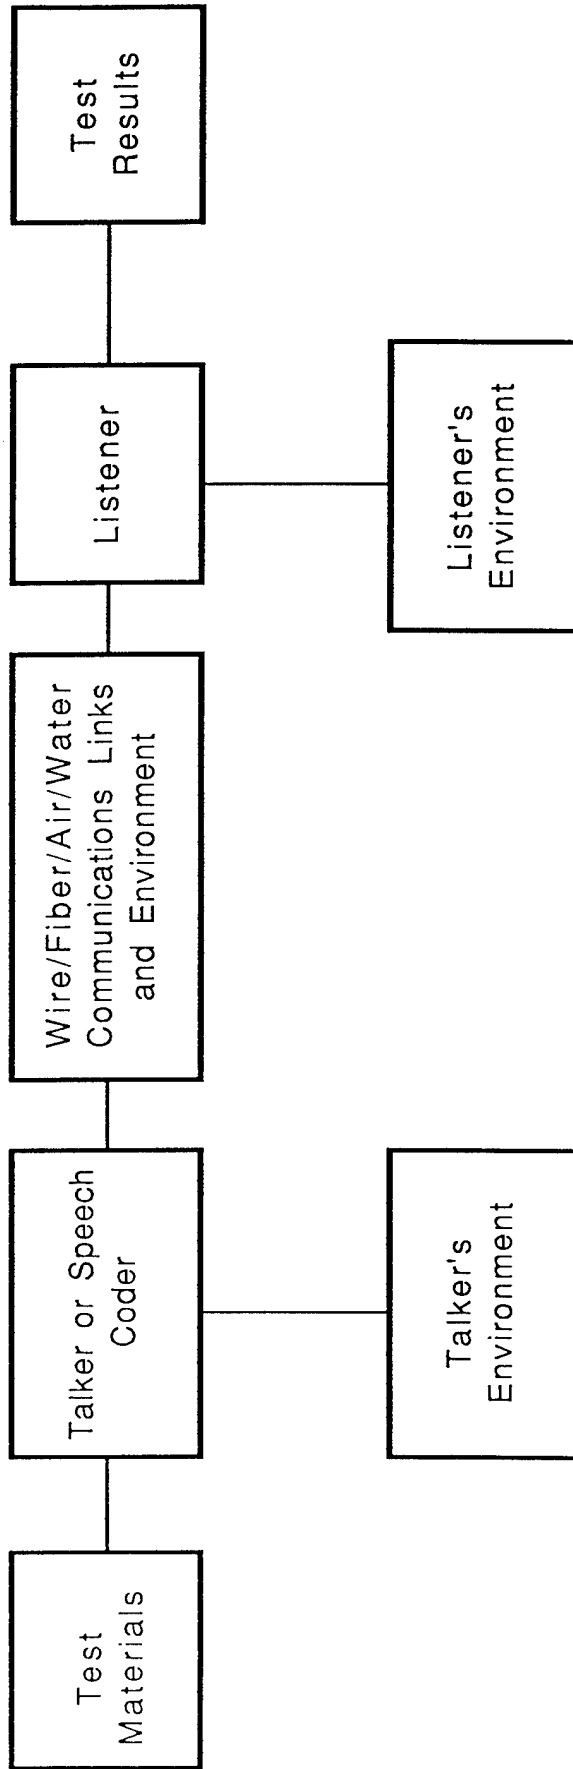 Test
Materials
Talker or Speech
Coder
Wire/Fiber/Air/Water
Communications Links
and Environment
Listener
Test
Results
Talker's
Environment
Listener's
Environment